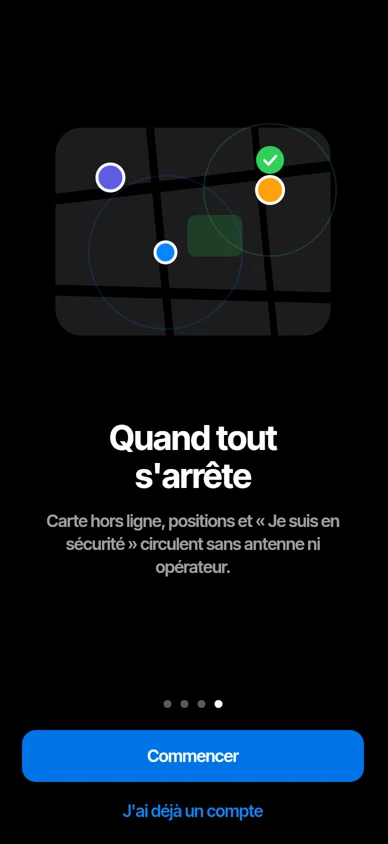 Quand tout
s'arrête
Carte hors ligne, positions et « Je suis en
sécurité » circulent sans antenne ni
opérateur.
Commencer
J'ai déjà un compte